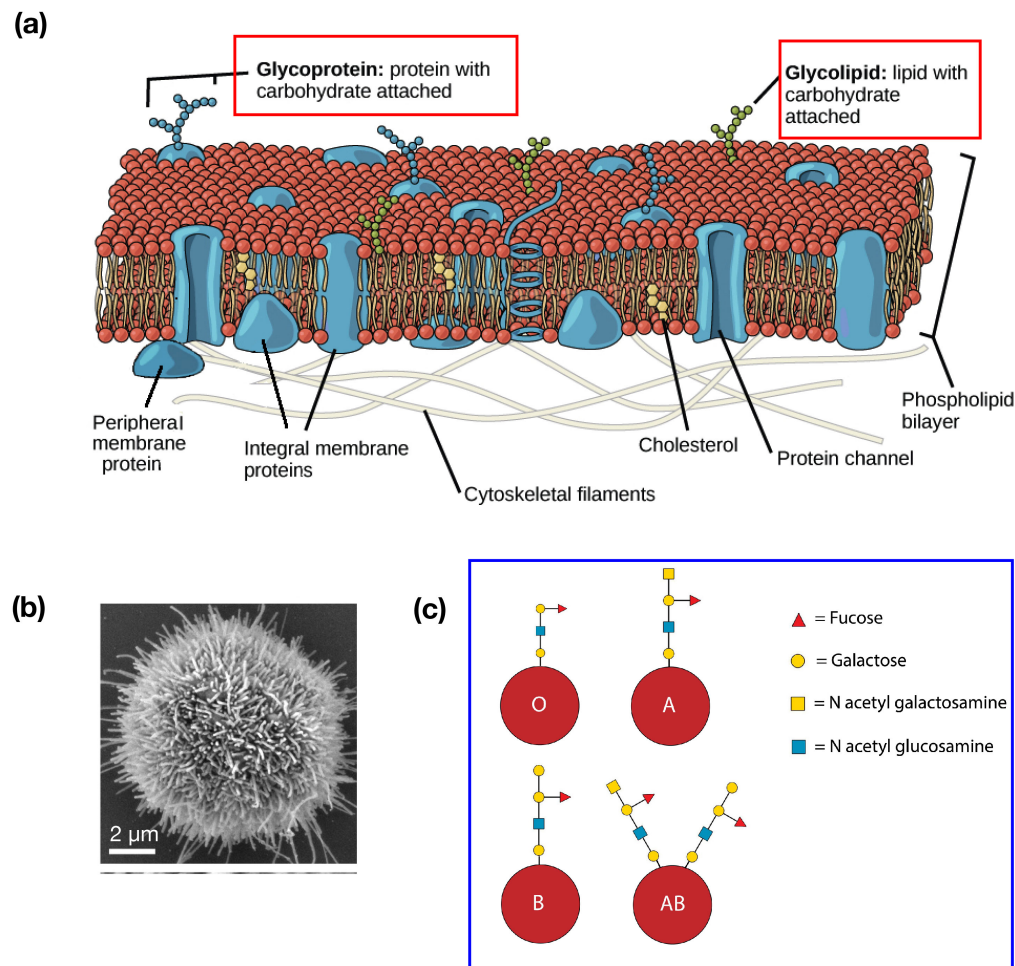 (a)
Glycoprotein: protein with
carbohydrate attached
Glycolipid: lipid with
carbohydrate
attached
Peripheral
membrane
protein
Integral membrane
proteins
Cytoskeletal filaments
Cholesterol
Protein channel
Phospholipid
bilayer
(b)
2 µm
(c)
O
A
B
AB
= Fucose
= Galactose
= N acetyl galactosamine
= N acetyl glucosamine